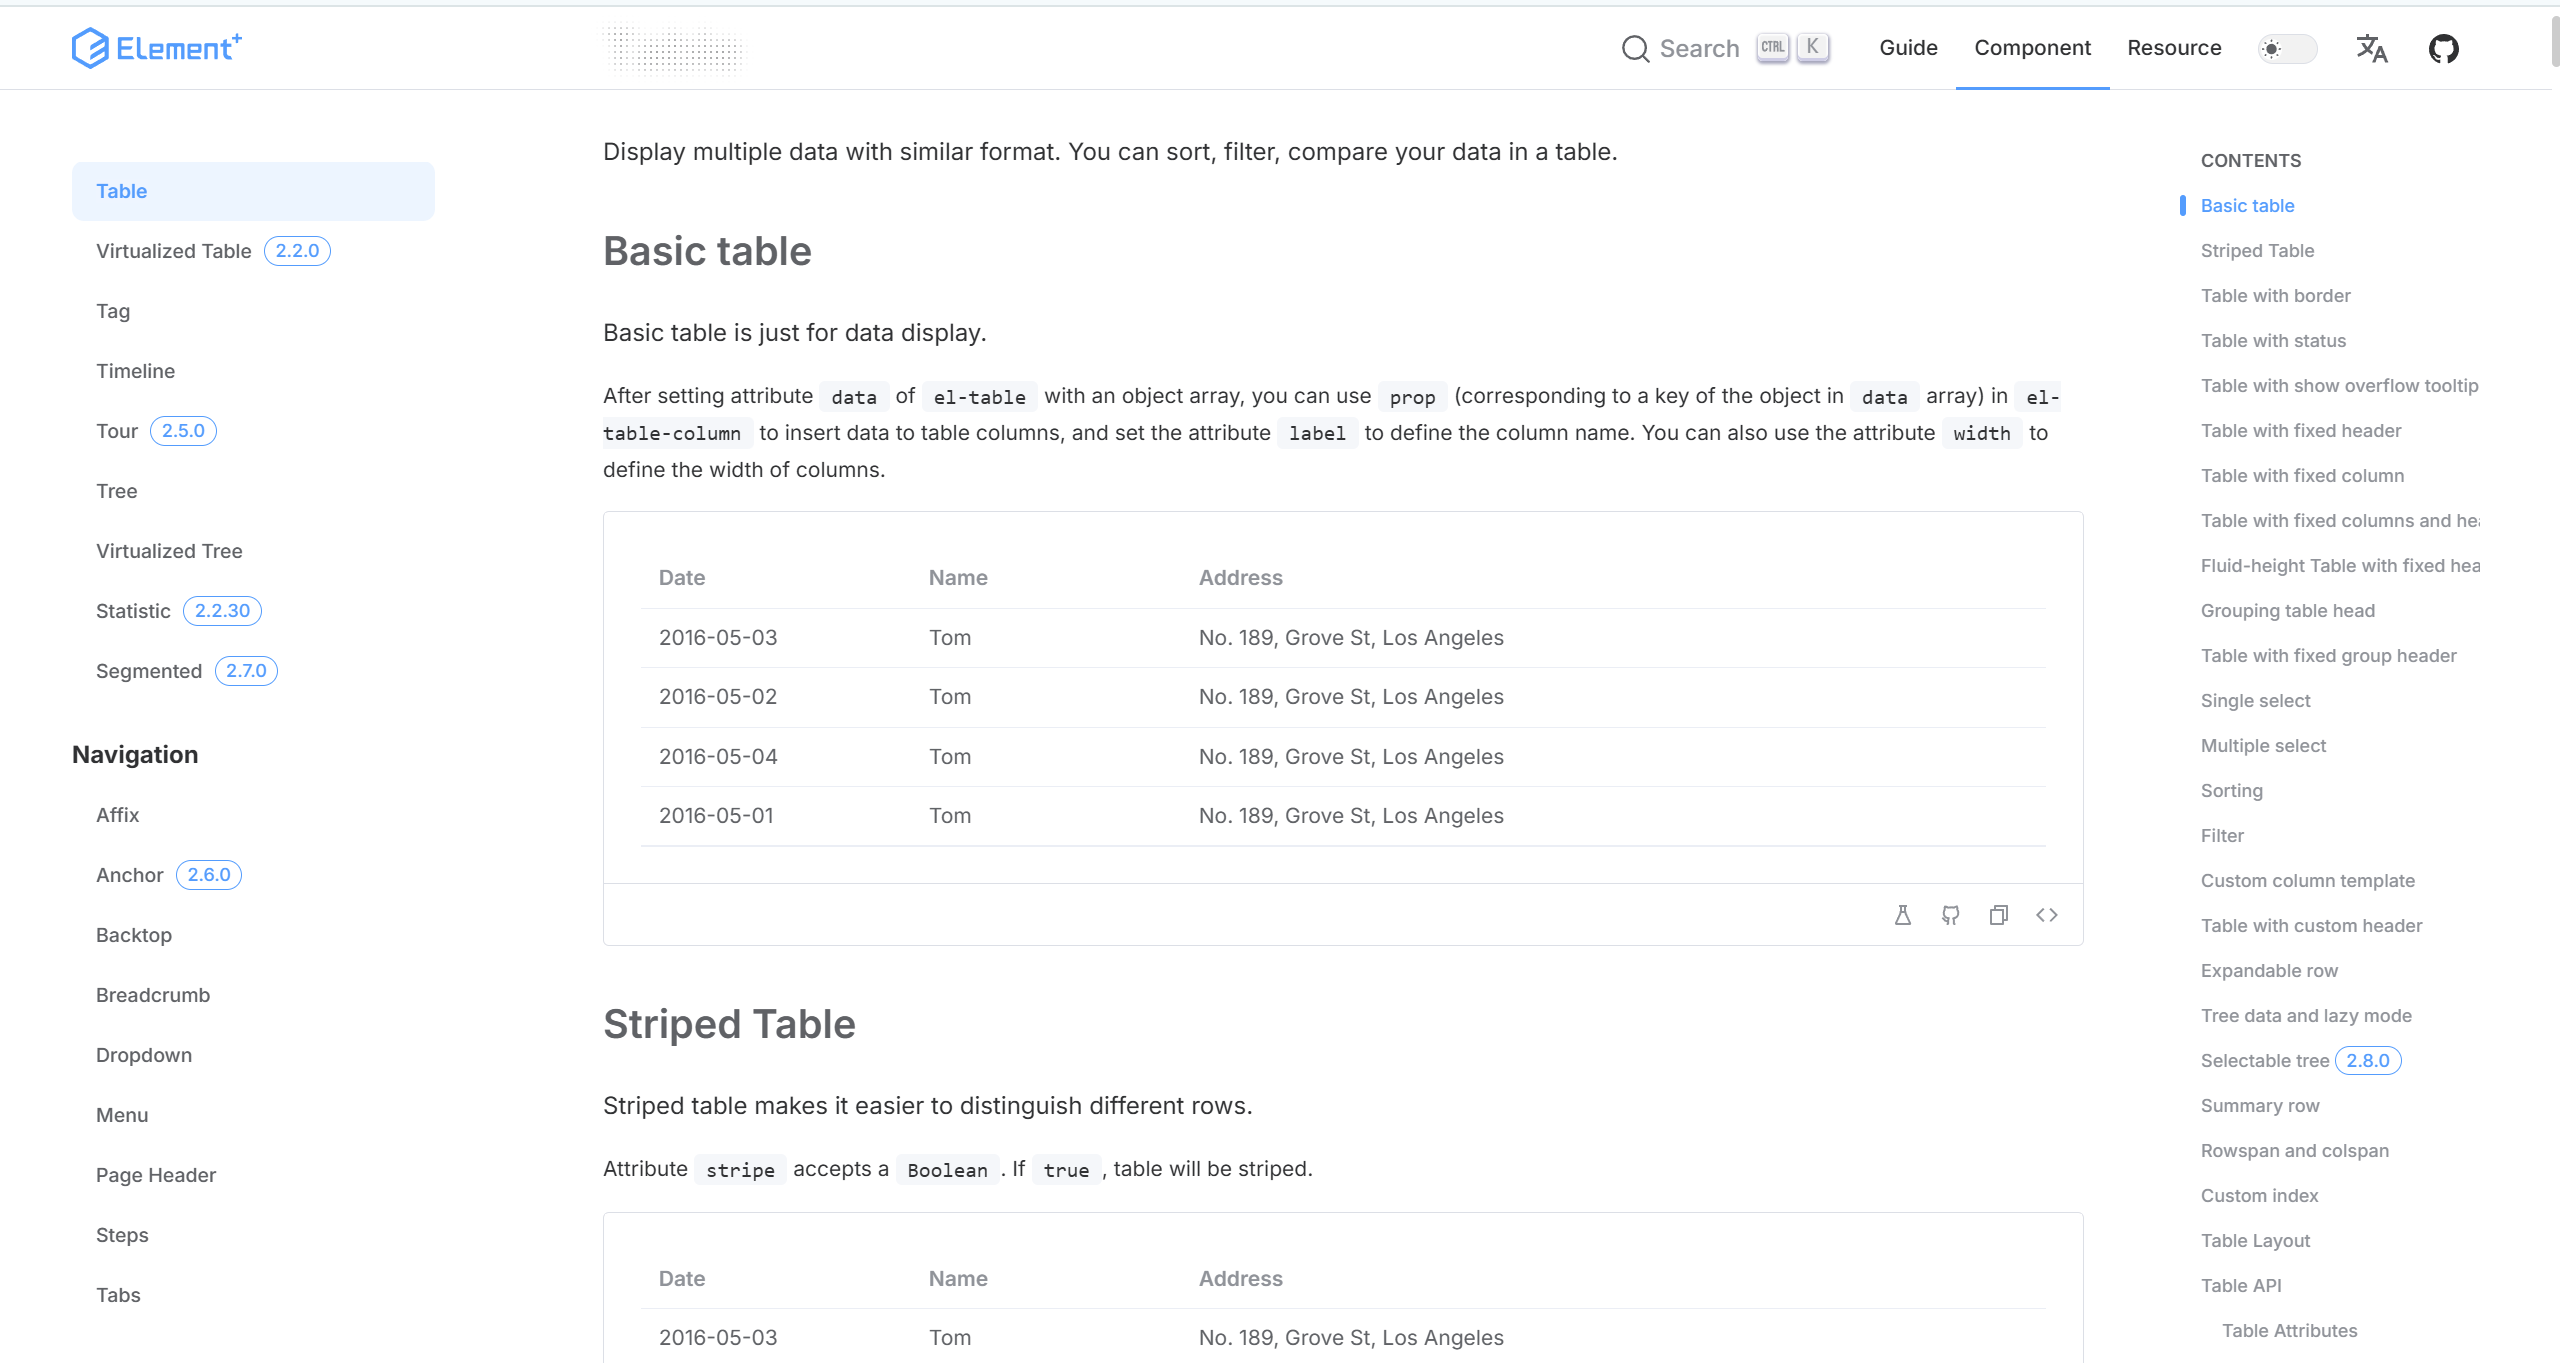 Element+
Search CTRL K Guide Component Resource
Table
Virtualized Table 2.2.0
Tag
Timeline
Tour 2.5.0
Tree
Virtualized Tree
Statistic 2.2.30
Segmented 2.7.0
Navigation
Affix
Anchor 2.6.0
Backtop
Breadcrumb
Dropdown
Menu
Page Header
Steps
Tabs
Display multiple data with similar format. You can sort, filter, compare your data in a table.
Basic table
Basic table is just for data display.
After setting attribute data of el-table with an object array, you can use prop (corresponding to a key of the object in data array) in el-
table-column to insert data to table columns, and set the attribute label to define the column name. You can also use the attribute width to
define the width of columns.
Date Name Address
2016-05-03 Tom No. 189, Grove St, Los Angeles
2016-05-02 Tom No. 189, Grove St, Los Angeles
2016-05-04 Tom No. 189, Grove St, Los Angeles
2016-05-01 Tom No. 189, Grove St, Los Angeles
Striped Table
Striped table makes it easier to distinguish different rows.
Attribute stripe accepts a Boolean. If true, table will be striped.
Date Name Address
2016-05-03 Tom No. 189, Grove St, Los Angeles
CONTENTS
Basic table
Striped Table
Table with border
Table with status
Table with show overflow tooltip
Table with fixed header
Table with fixed column
Table with fixed columns and hea
Fluid-height Table with fixed hea
Grouping table head
Table with fixed group header
Single select
Multiple select
Sorting
Filter
Custom column template
Table with custom header
Expandable row
Tree data and lazy mode
Selectable tree 2.8.0
Summary row
Rowspan and colspan
Custom index
Table Layout
Table API
Table Attributes